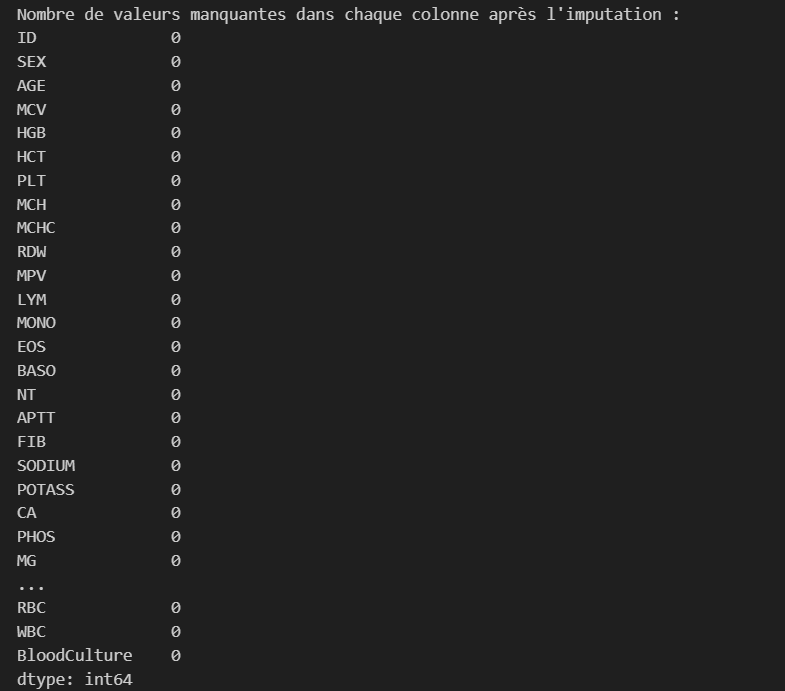 Nombre de valeurs manquantes dans chaque colonne après l'imputation :
ID 0
SEX 0
AGE 0
MCV 0
HGB 0
HCT 0
PLT 0
MCH 0
MCHC 0
RDW 0
MPV 0
LYM 0
MONO 0
EOS 0
BASO 0
NT 0
APTT 0
FIB 0
SODIUM 0
POTASS 0
CA 0
PHOS 0
MG 0
...
RBC 0
WBC 0
BloodCulture 0
dtype: int64